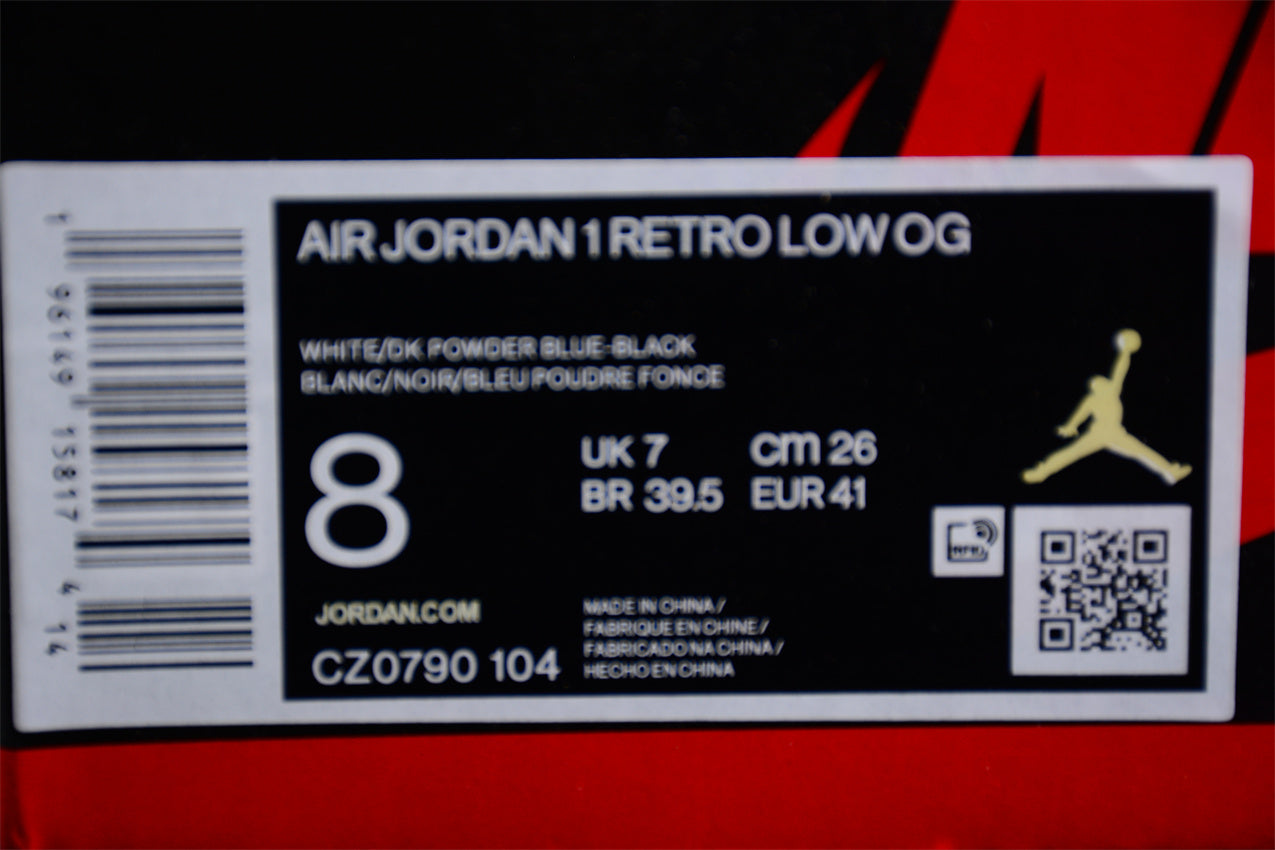 AIR JORDAN 1 RETRO LOW OG
WHITE/DK POWDER BLUE-BLACK
BLANC/NOIR/BLEU POUDRE FONCE
8
UK 7 cm 26
BR 39.5 EUR 41
RFID
JORDAN.COM
CZ0790 104
MADE IN CHINA /
FABRIQUE EN CHINE /
FABRICADO NA CHINA /
HECHO EN CHINA